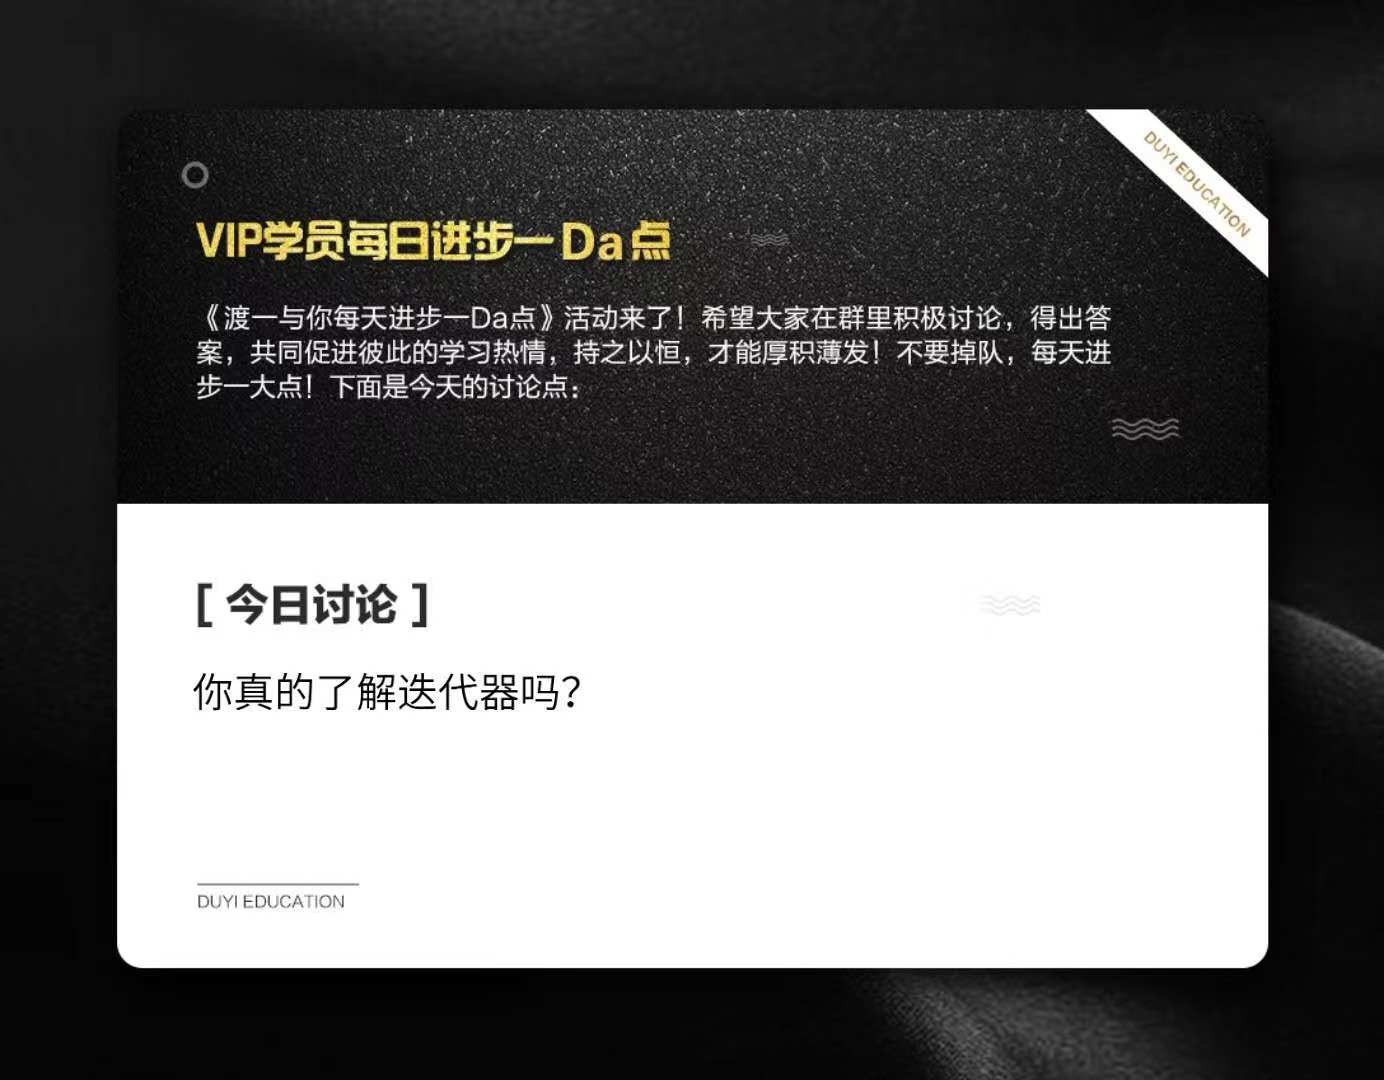 DUYI EDUCATION
VIP学员每日进步一Da点
《渡一与你每天进步一Da点》活动来了！希望大家在群里积极讨论，得出答
案，共同促进彼此的学习热情，持之以恒，才能厚积薄发！不要掉队，每天进
步一大点！下面是今天的讨论点：
[ 今日讨论 ]
你真的了解迭代器吗？
DUYI EDUCATION